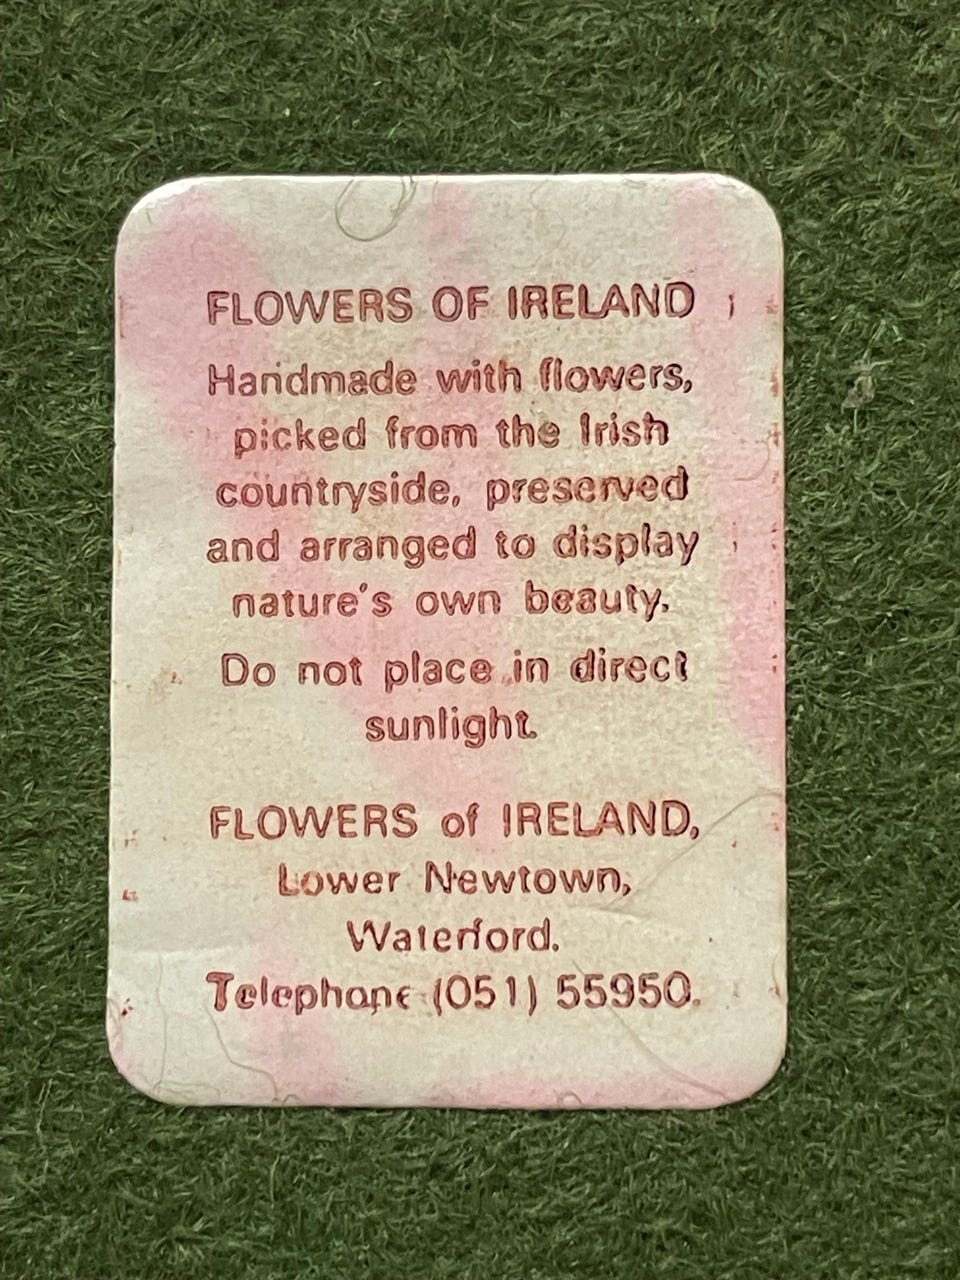 FLOWERS OF IRELAND
Handmade with flowers,
picked from the Irish
countryside, preserved
and arranged to display
nature's own beauty.
Do not place in direct
sunlight.
FLOWERS of IRELAND,
Lower Newtown,
Waterford.
Telephone (051) 55950.